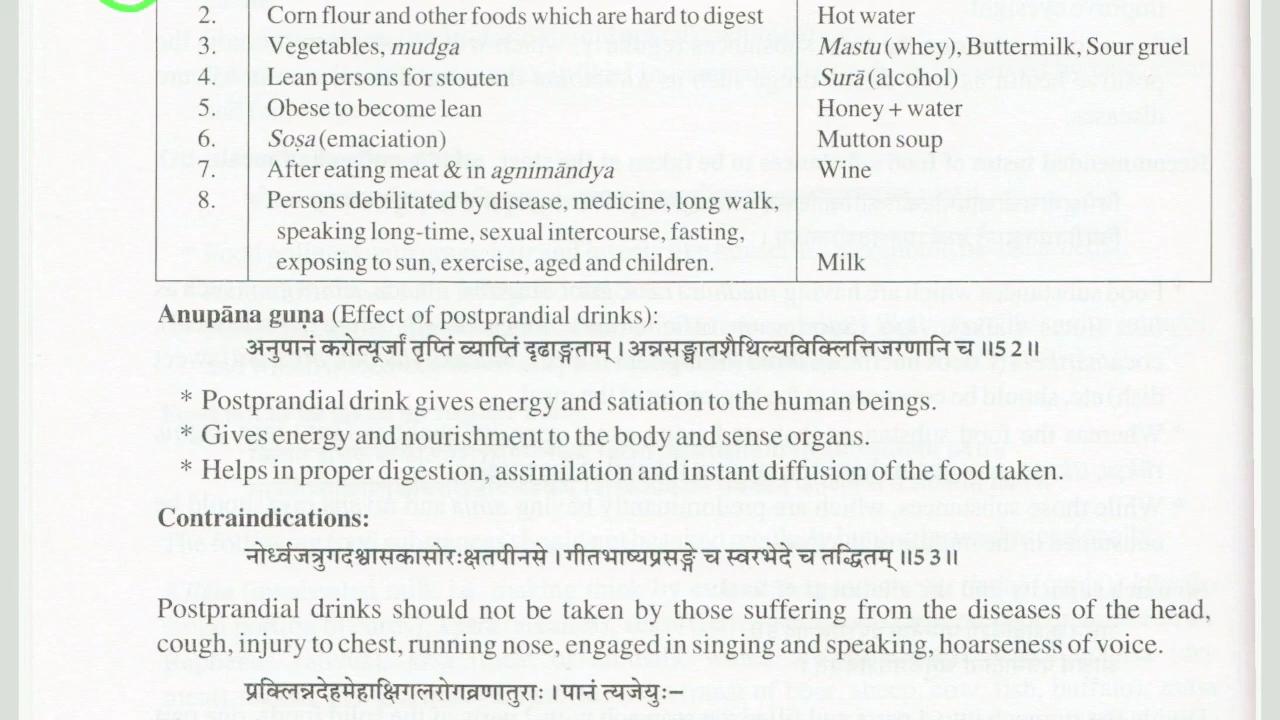 2. Corn flour and other foods which are hard to digest Hot water
3. Vegetables, mudga Mastu (whey), Buttermilk, Sour gruel
4. Lean persons for stouten Surā (alcohol)
5. Obese to become lean Honey + water
6. Soṣa (emaciation) Mutton soup
7. After eating meat & in agnimāndya Wine
8. Persons debilitated by disease, medicine, long walk,
speaking long-time, sexual intercourse, fasting,
exposing to sun, exercise, aged and children. Milk
Anupāna guṇa (Effect of postprandial drinks):
अनुपानं करोत्यूर्जां तृप्तिं व्याप्तिं दृढाङ्गताम् । अन्नसङ्घातशैथिल्यविक्लित्तिजरणानि च ॥52॥
* Postprandial drink gives energy and satiation to the human beings.
* Gives energy and nourishment to the body and sense organs.
* Helps in proper digestion, assimilation and instant diffusion of the food taken.
Contraindications:
नोर्ध्वजत्रुगदश्वासकासोरःक्षतपीनसे । गीतभाष्यप्रसङ्गे च स्वरभेदे च तद्धितम् ॥53॥
Postprandial drinks should not be taken by those suffering from the diseases of the head,
cough, injury to chest, running nose, engaged in singing and speaking, hoarseness of voice.
प्रक्लिन्नदेहमेहाक्षिगलरोगव्रणातुराः । पानं त्यजेयुः–